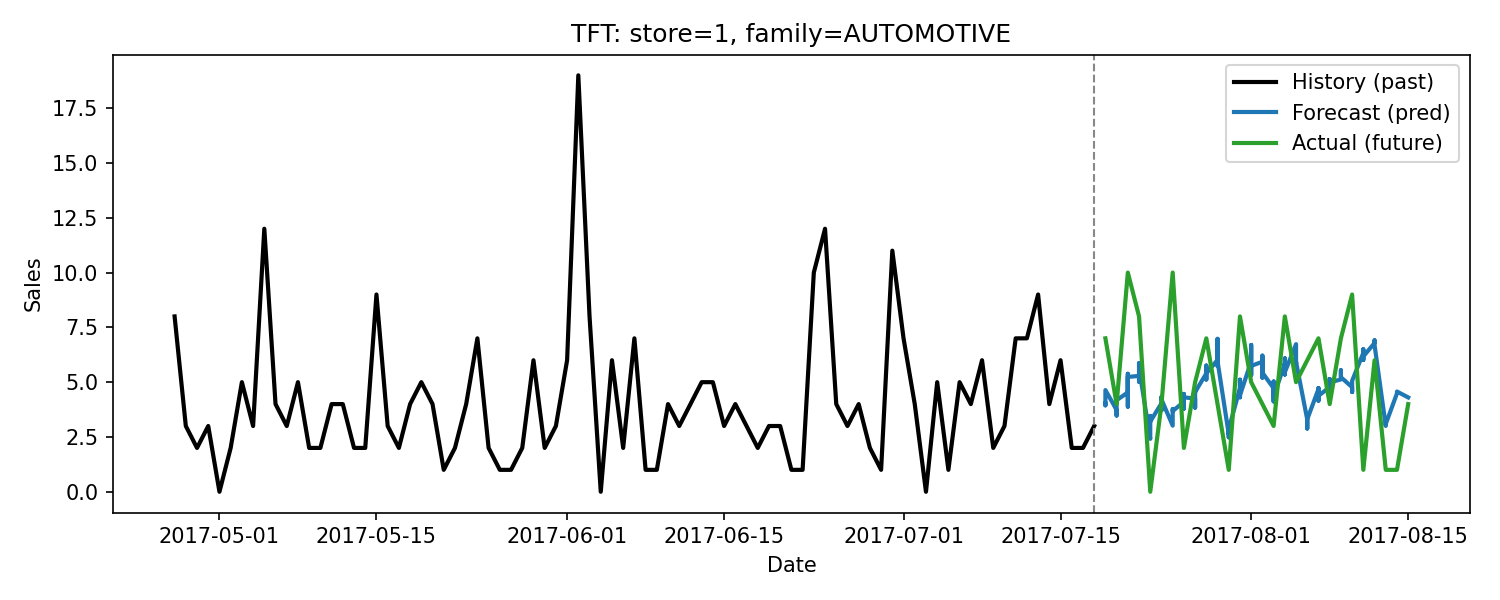 TFT: store=1, family=AUTOMOTIVE
History (past)
Forecast (pred)
Actual (future)
17.5
15.0
12.5
10.0
7.5
5.0
2.5
0.0
Sales
2017-05-01
2017-05-15
2017-06-01
2017-06-15
2017-07-01
2017-07-15
2017-08-01
2017-08-15
Date